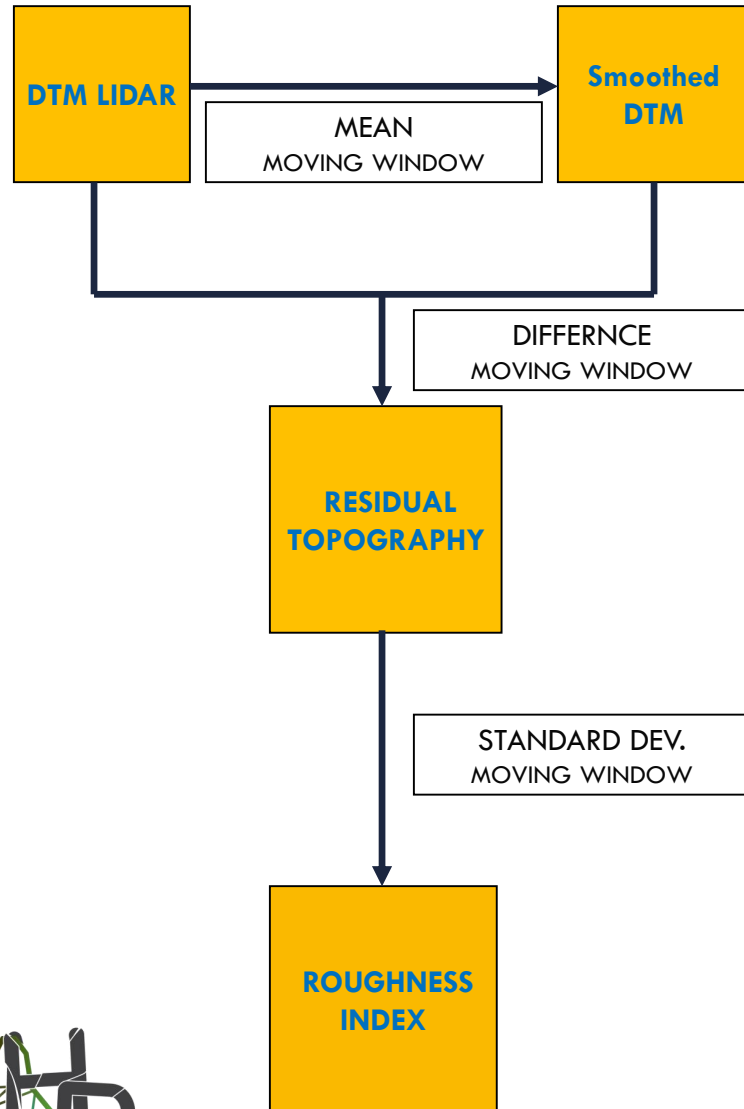 DTM LIDAR
Smoothed
DTM
MEAN
MOVING WINDOW
DIFFERNCE
MOVING WINDOW
RESIDUAL
TOPOGRAPHY
STANDARD DEV.
MOVING WINDOW
ROUGHNESS
INDEX